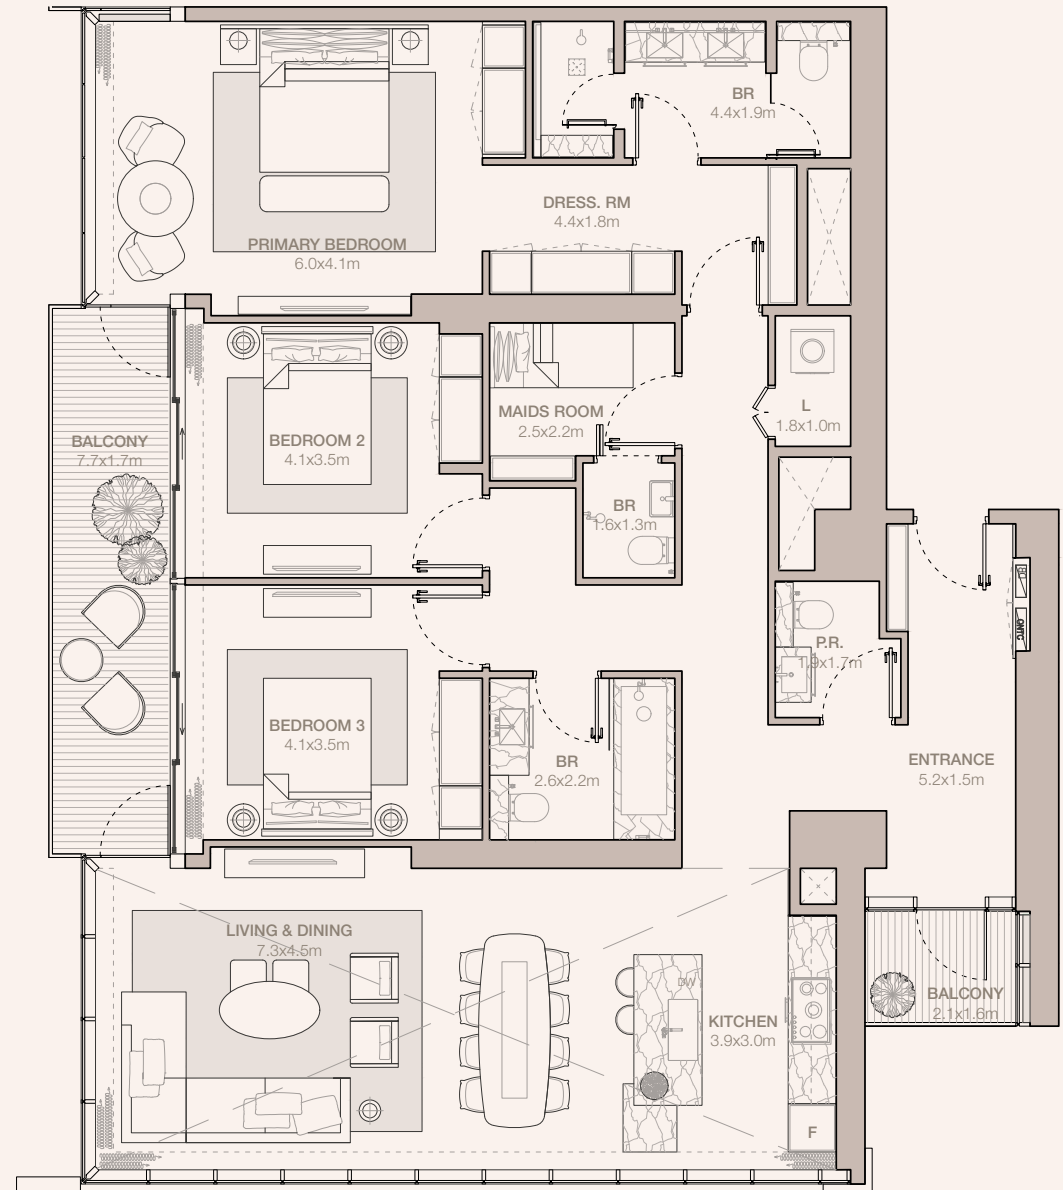 BR
4.4x1.9m
DRESS. RM
4.4x1.8m
PRIMARY BEDROOM
6.0x4.1m
MAIDS ROOM
2.5x2.2m
L
1.8x1.0m
BALCONY
7.7x1.7m
BEDROOM 2
4.1x3.5m
BR
1.6x1.3m
P.R.
1.9x1.7m
BEDROOM 3
4.1x3.5m
BR
2.6x2.2m
ENTRANCE
5.2x1.5m
LIVING & DINING
7.3x4.5m
DW
KITCHEN
3.9x3.0m
BALCONY
2.1x1.6m
F